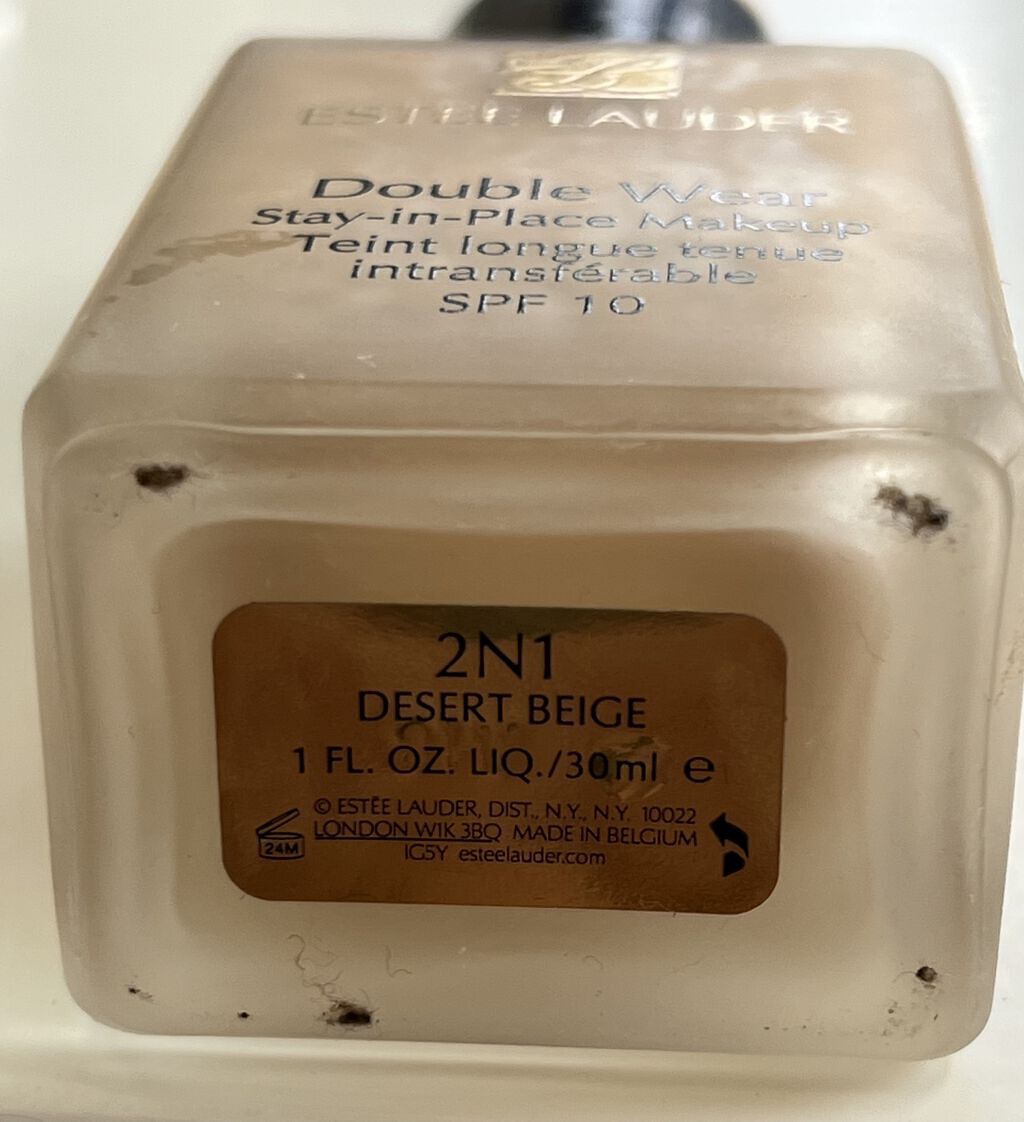 ESTEE LAUDER
Double Wear
Stay-in-Place Makeup
Teint longue tenue
intransférable
SPF 10
2N1
DESERT BEIGE
1 FL. OZ. LIQ./30ml e
© ESTĒE LAUDER, DIST., N.Y., N.Y. 10022
LONDON W1K 3BQ MADE IN BELGIUM
24M
IG5Y esteelauder.com